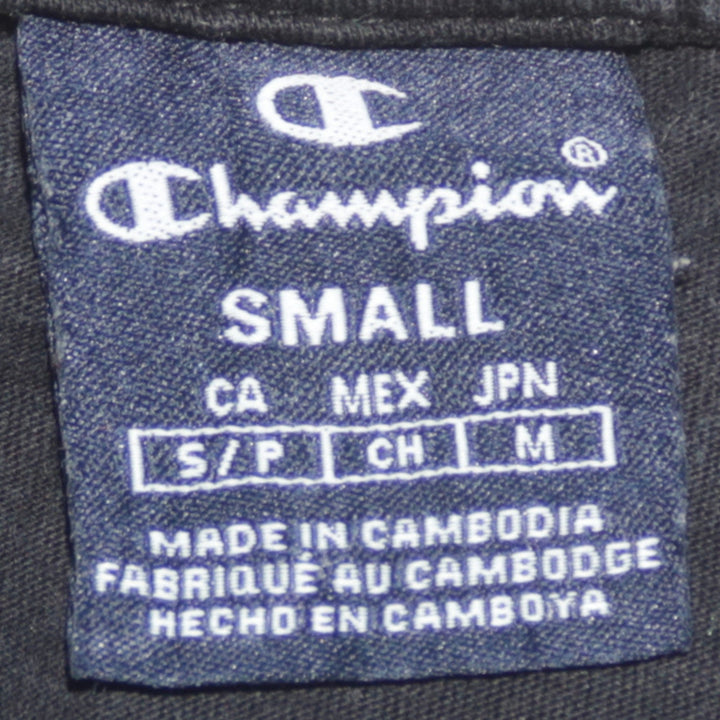 C
Champion®
SMALL
CA MEX JPN
S/P CH M
MADE IN CAMBODIA
FABRIQUÉ AU CAMBODGE
HECHO EN CAMBOYA